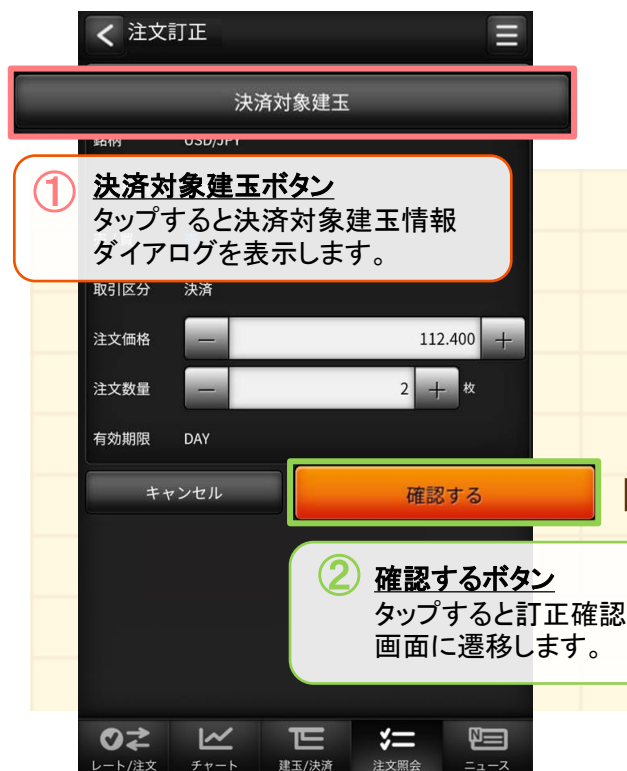 注文訂正
決済対象建玉
銘柄 USD/JPY
① 決済対象建玉ボタン
タップすると決済対象建玉情報
ダイアログを表示します。
取引区分 決済
注文価格 － 112.400 ＋
注文数量 － 2 ＋ 枚
有効期限 DAY
キャンセル 確認する
② 確認するボタン
タップすると訂正確認
画面に遷移します。
レート/注文 チャート 建玉/決済 注文照会 ニュース